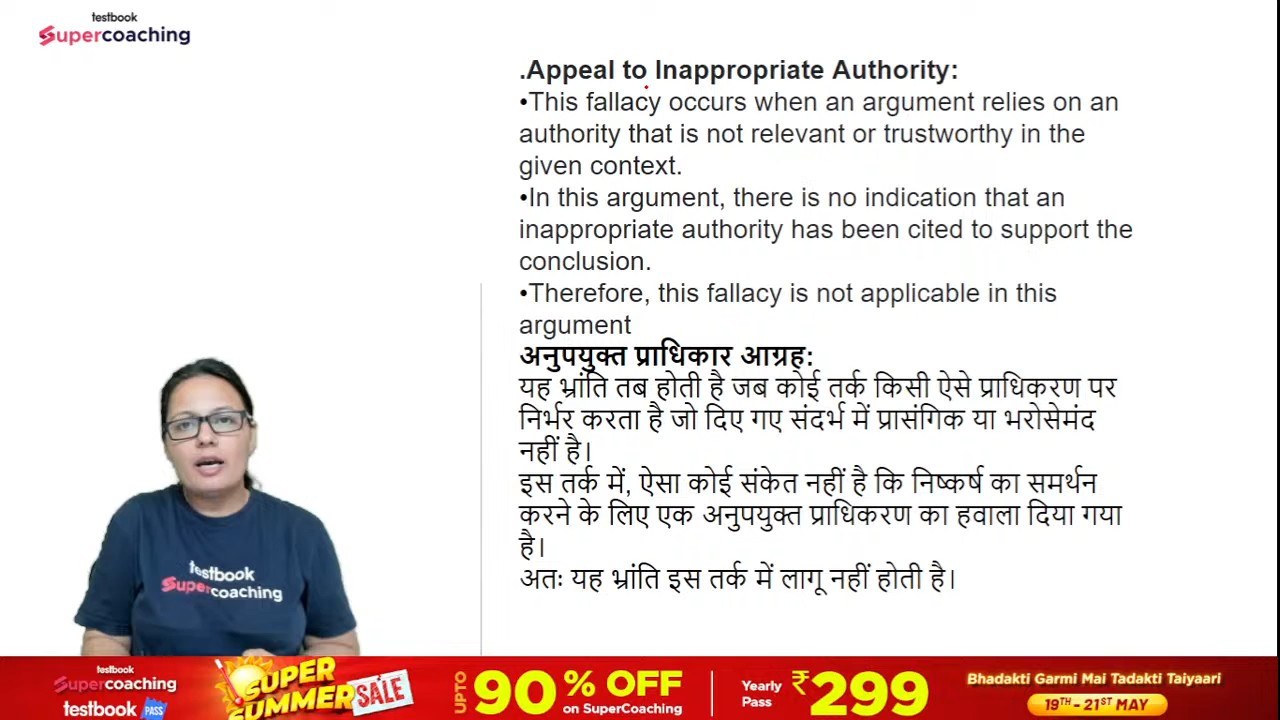 testbook
Supercoaching
.Appeal to Inappropriate Authority:
•This fallacy occurs when an argument relies on an
authority that is not relevant or trustworthy in the
given context.
•In this argument, there is no indication that an
inappropriate authority has been cited to support the
conclusion.
•Therefore, this fallacy is not applicable in this
argument
अनुपयुक्त प्राधिकार आग्रह:
यह भ्रांति तब होती है जब कोई तर्क किसी ऐसे प्राधिकरण पर
निर्भर करता है जो दिए गए संदर्भ में प्रासंगिक या भरोसेमंद
नहीं है।
इस तर्क में, ऐसा कोई संकेत नहीं है कि निष्कर्ष का समर्थन
करने के लिए एक अनुपयुक्त प्राधिकरण का हवाला दिया गया
है।
अतः यह भ्रांति इस तर्क में लागू नहीं होती है।
testbook
Supercoaching
testbook
Supercoaching
testbook PASS
SUPER
SUMMER SALE
UPTO 90% OFF
on SuperCoaching
Yearly
Pass
₹299
Bhadakti Garmi Mai Tadakti Taiyaari
19TH - 21ST MAY